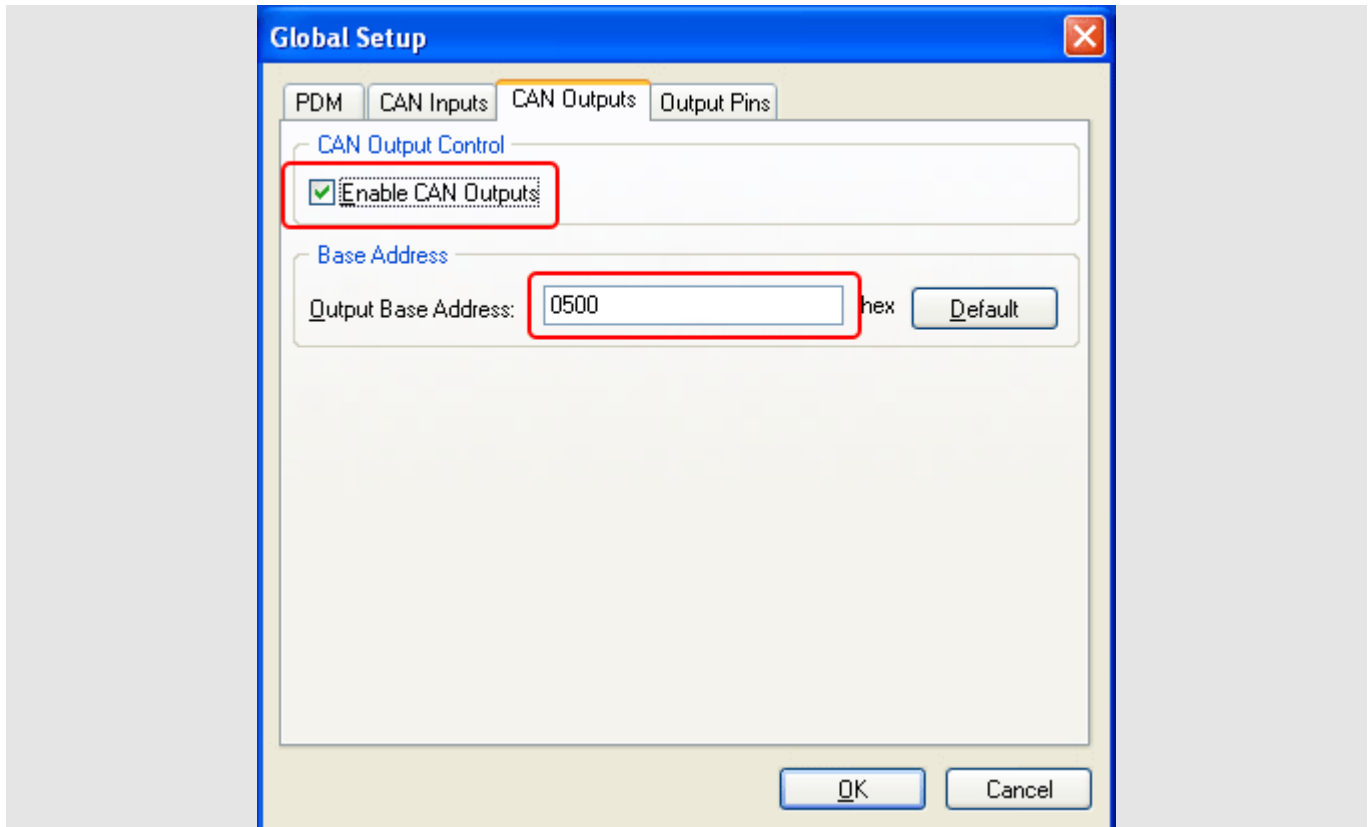 Global Setup
PDM CAN Inputs CAN Outputs Output Pins
CAN Output Control
Enable CAN Outputs
Base Address
Output Base Address: 0500 hex Default
OK Cancel